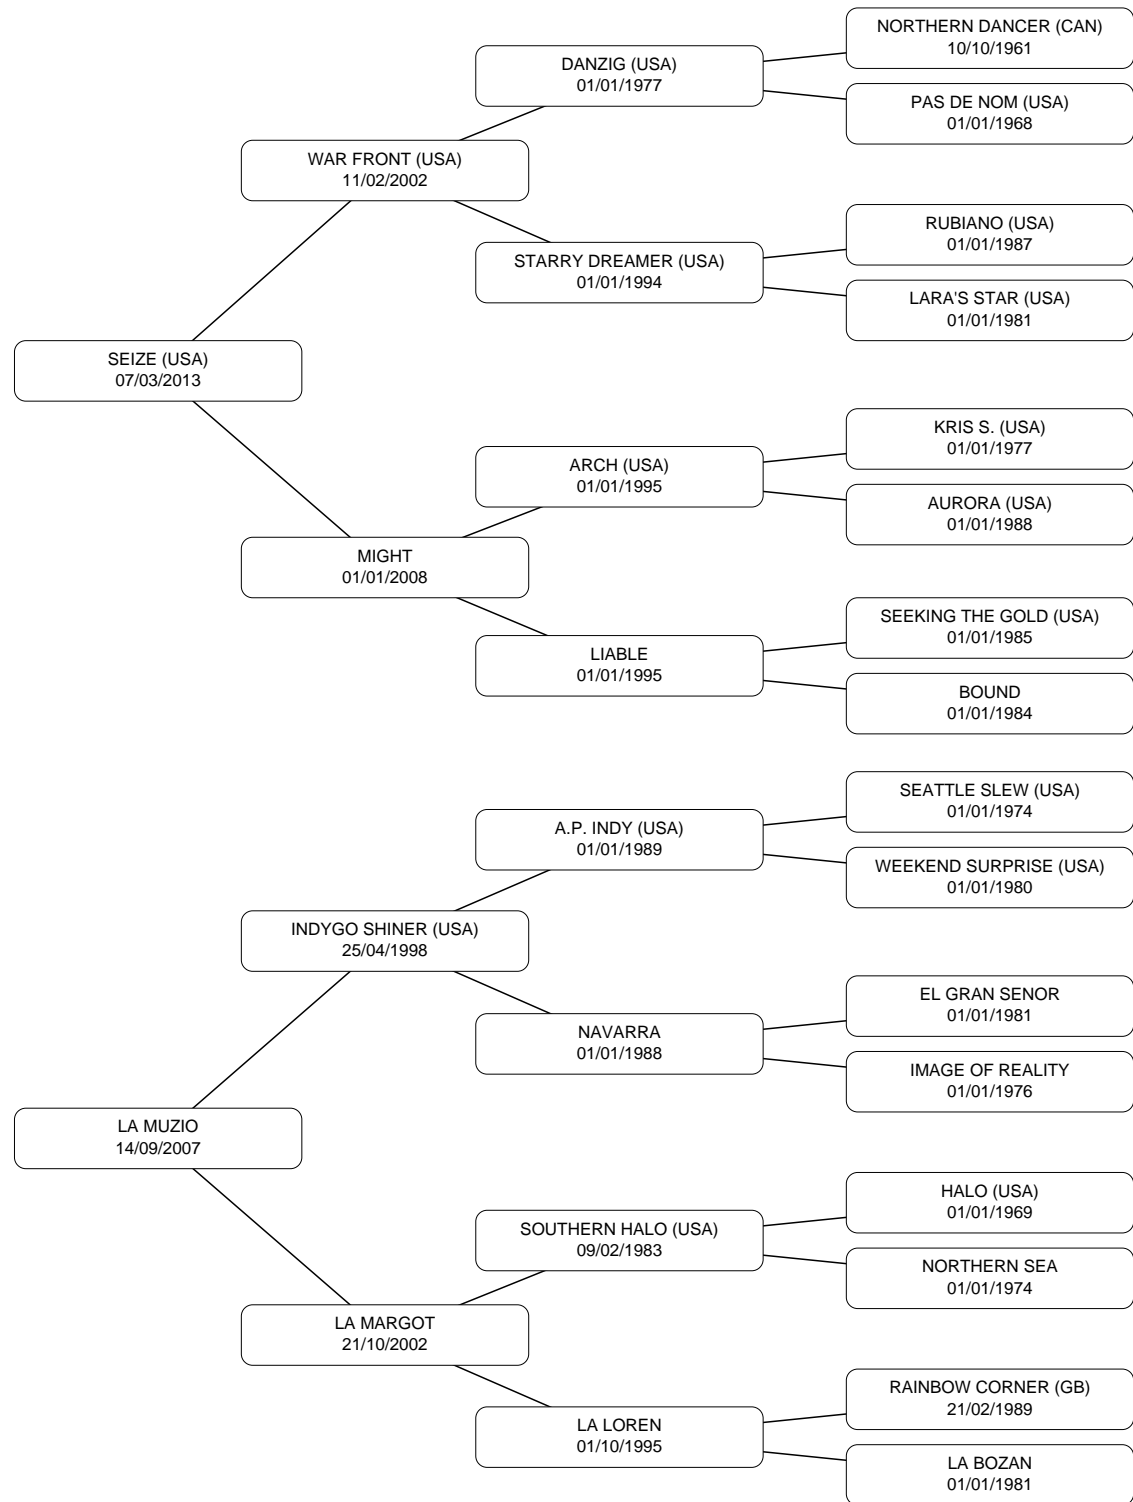 NORTHERN DANCER (CAN)
10/10/1961
DANZIG (USA)
01/01/1977
PAS DE NOM (USA)
01/01/1968
WAR FRONT (USA)
11/02/2002
RUBIANO (USA)
01/01/1987
STARRY DREAMER (USA)
01/01/1994
LARA'S STAR (USA)
01/01/1981
SEIZE (USA)
07/03/2013
KRIS S. (USA)
01/01/1977
ARCH (USA)
01/01/1995
AURORA (USA)
01/01/1988
MIGHT
01/01/2008
SEEKING THE GOLD (USA)
01/01/1985
LIABLE
01/01/1995
BOUND
01/01/1984
SEATTLE SLEW (USA)
01/01/1974
A.P. INDY (USA)
01/01/1989
WEEKEND SURPRISE (USA)
01/01/1980
INDYGO SHINER (USA)
25/04/1998
EL GRAN SENOR
01/01/1981
NAVARRA
01/01/1988
IMAGE OF REALITY
01/01/1976
LA MUZIO
14/09/2007
HALO (USA)
01/01/1969
SOUTHERN HALO (USA)
09/02/1983
NORTHERN SEA
01/01/1974
LA MARGOT
21/10/2002
RAINBOW CORNER (GB)
21/02/1989
LA LOREN
01/10/1995
LA BOZAN
01/01/1981